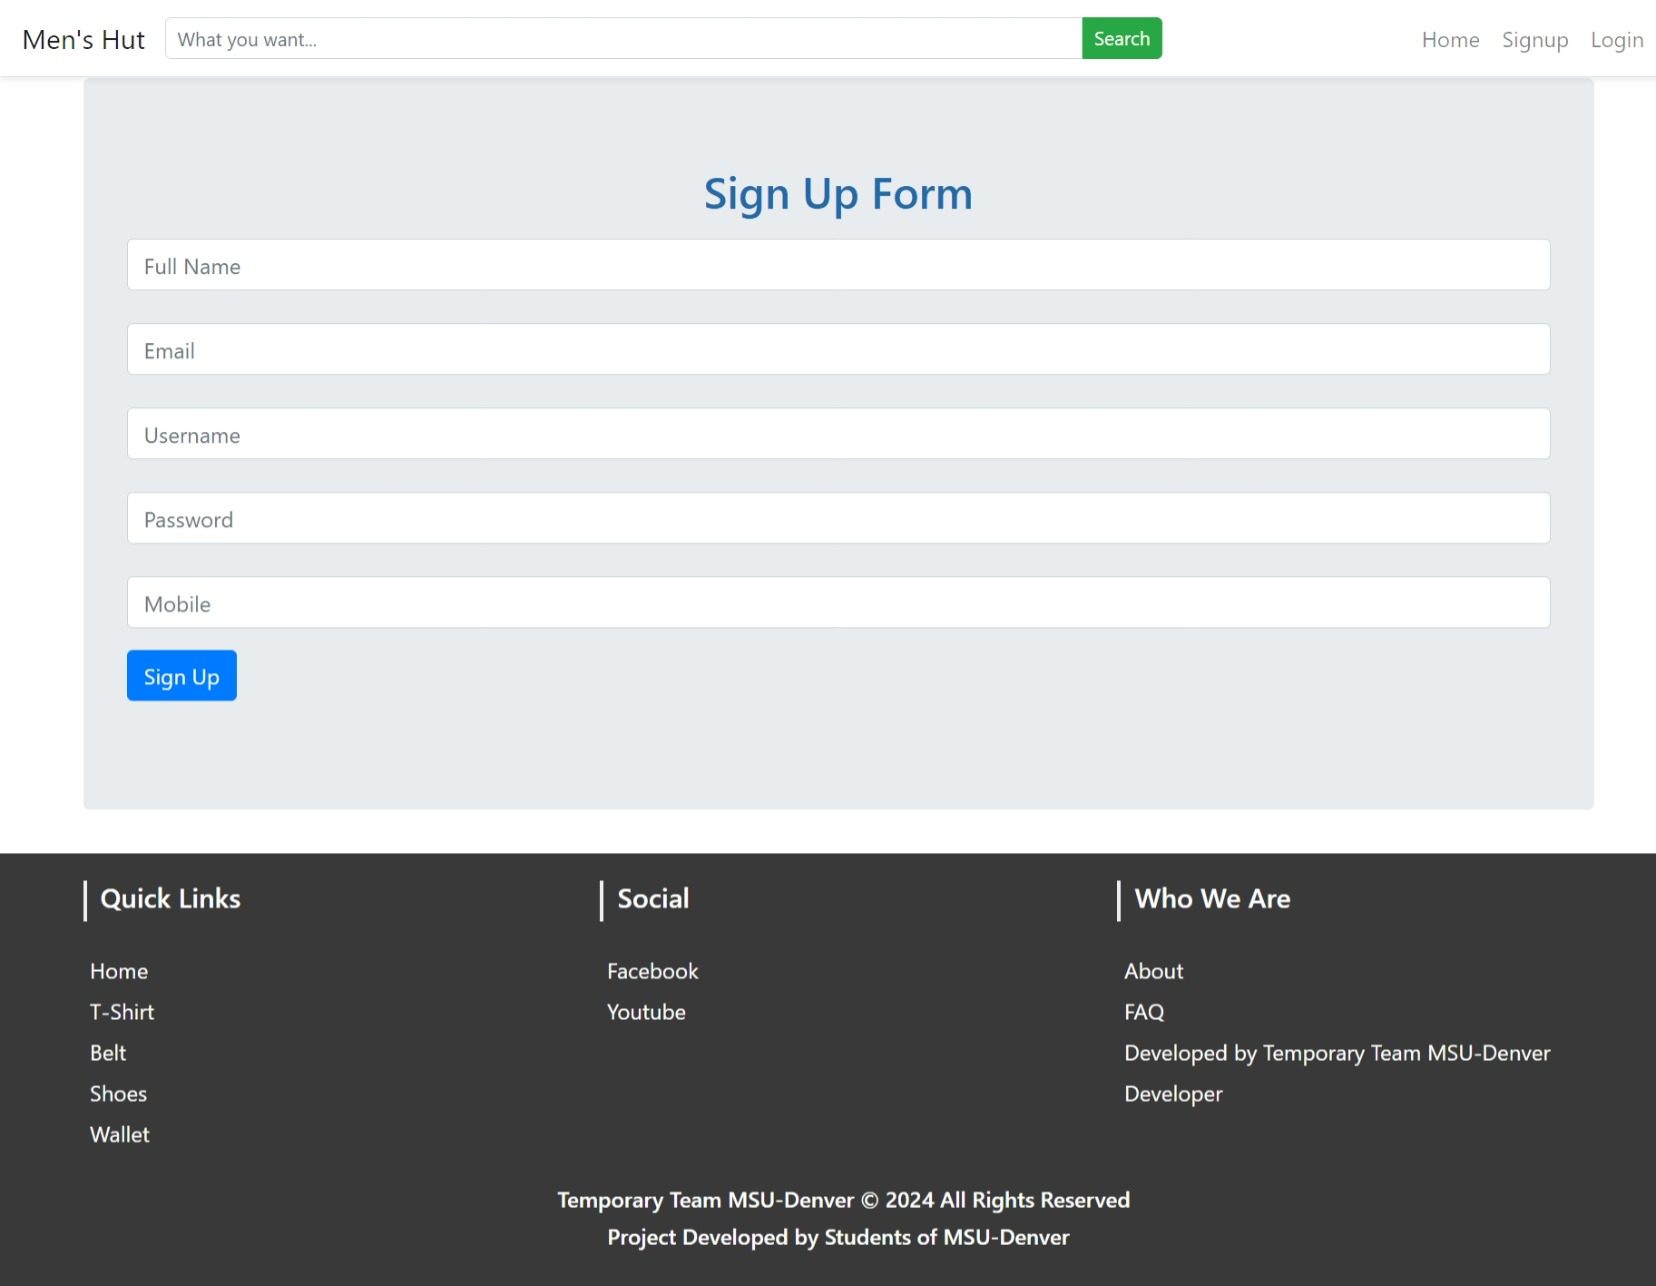 Men's Hut
What you want...
Search
Home
Signup
Login
Sign Up Form
Full Name
Email
Username
Password
Mobile
Sign Up
Quick Links
Home
T-Shirt
Belt
Shoes
Wallet
Social
Facebook
Youtube
Who We Are
About
FAQ
Developed by Temporary Team MSU-Denver
Developer
Temporary Team MSU-Denver © 2024 All Rights Reserved
Project Developed by Students of MSU-Denver